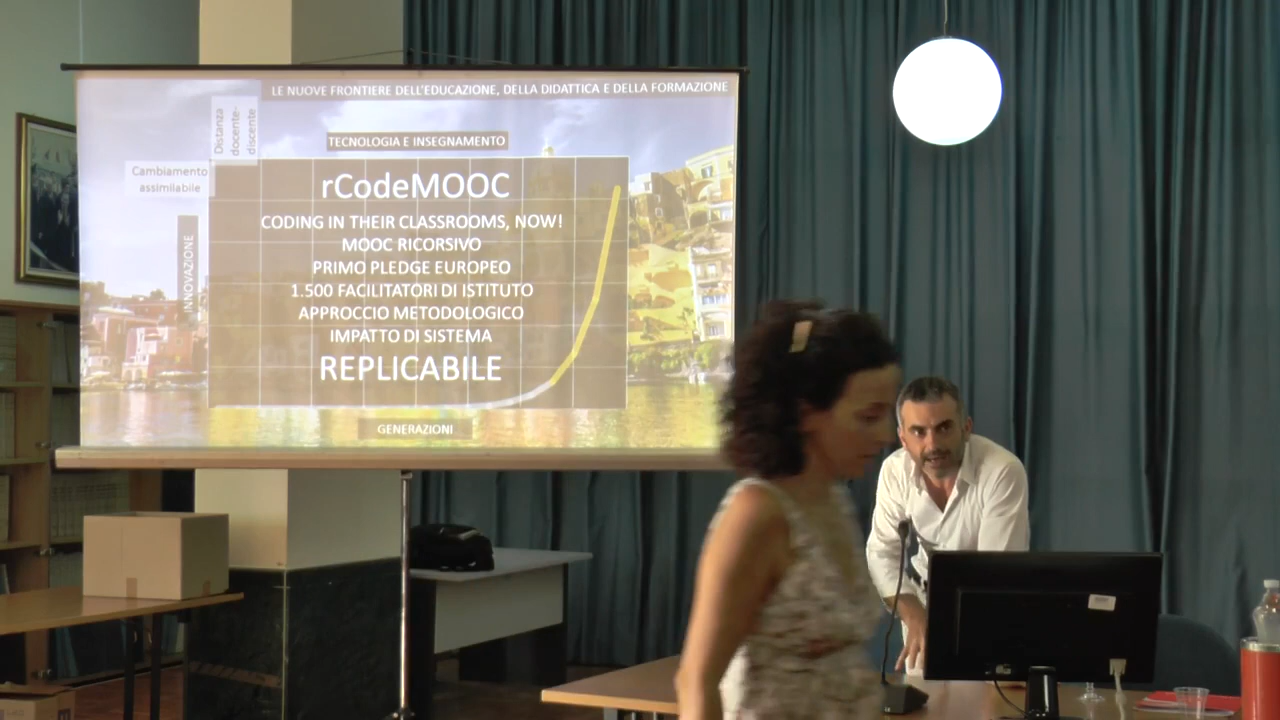 LE NUOVE FRONTIERE DELL'EDUCAZIONE, DELLA DIDATTICA E DELLA FORMAZIONE
Distanza
docente-
discente
TECNOLOGIA E INSEGNAMENTO
Cambiamento
assimilabile
rCodeMOOC
CODING IN THEIR CLASSROOMS, NOW!
MOOC RICORSIVO
PRIMO PLEDGE EUROPEO
1.500 FACILITATORI DI ISTITUTO
APPROCCIO METODOLOGICO
IMPATTO DI SISTEMA
REPLICABILE
INNOVAZIONE
GENERAZIONI